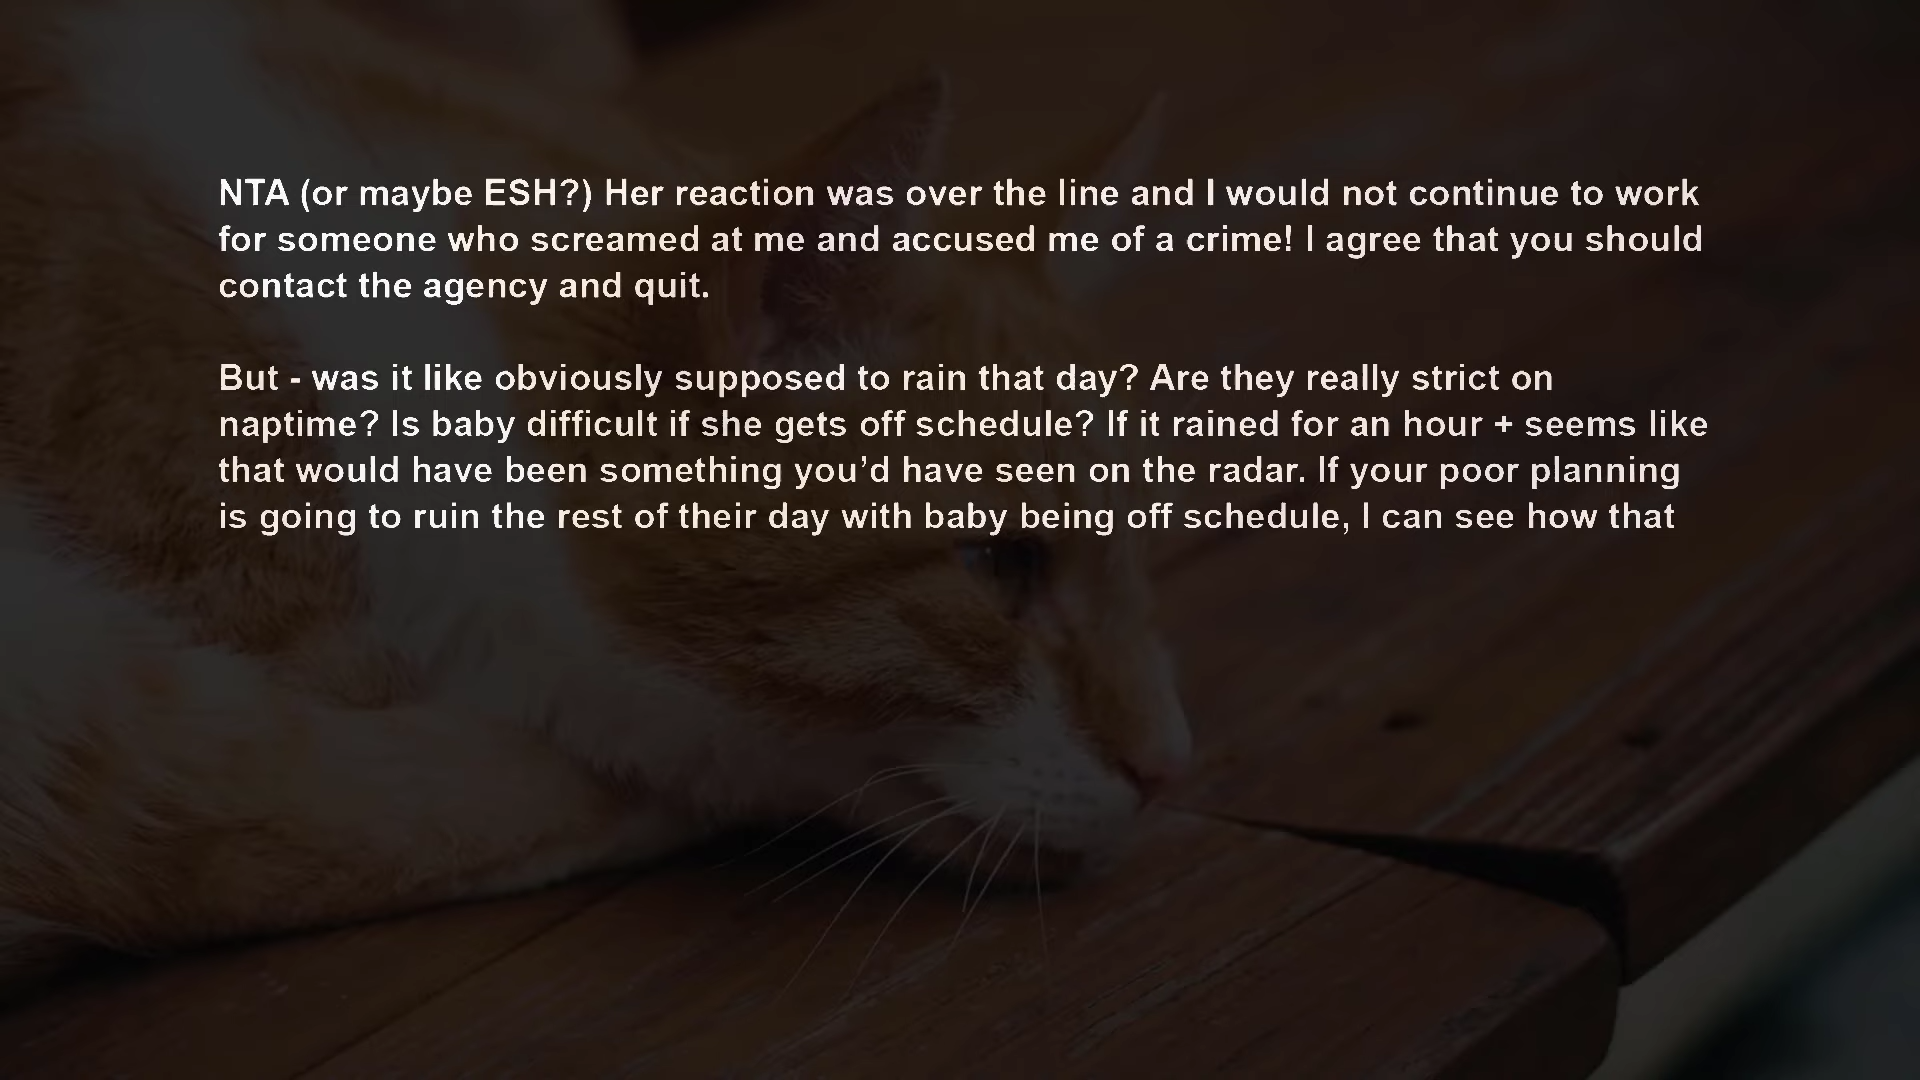 NTA (or maybe ESH?) Her reaction was over the line and I would not continue to work
for someone who screamed at me and accused me of a crime! I agree that you should
contact the agency and quit.
But - was it like obviously supposed to rain that day? Are they really strict on
naptime? Is baby difficult if she gets off schedule? If it rained for an hour + seems like
that would have been something you’d have seen on the radar. If your poor planning
is going to ruin the rest of their day with baby being off schedule, I can see how that